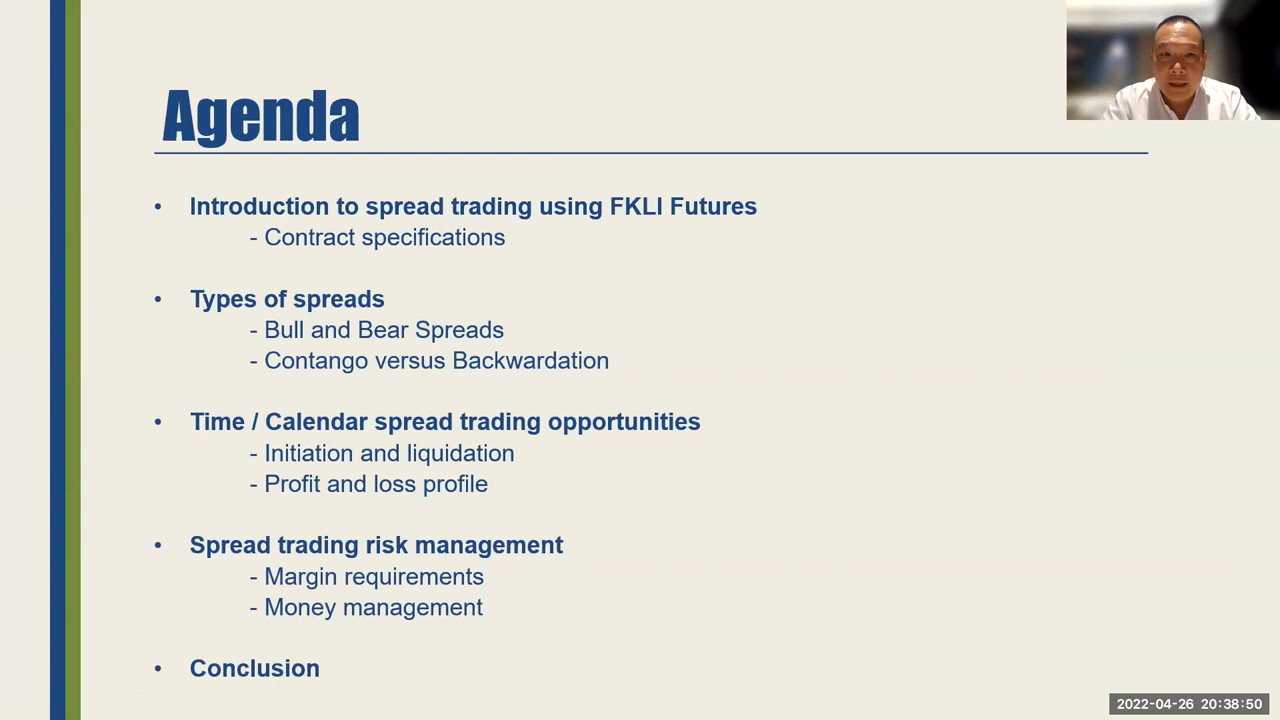 Agenda
• Introduction to spread trading using FKLI Futures
- Contract specifications
• Types of spreads
- Bull and Bear Spreads
- Contango versus Backwardation
• Time / Calendar spread trading opportunities
- Initiation and liquidation
- Profit and loss profile
• Spread trading risk management
- Margin requirements
- Money management
• Conclusion
2022-04-26 20:38:50